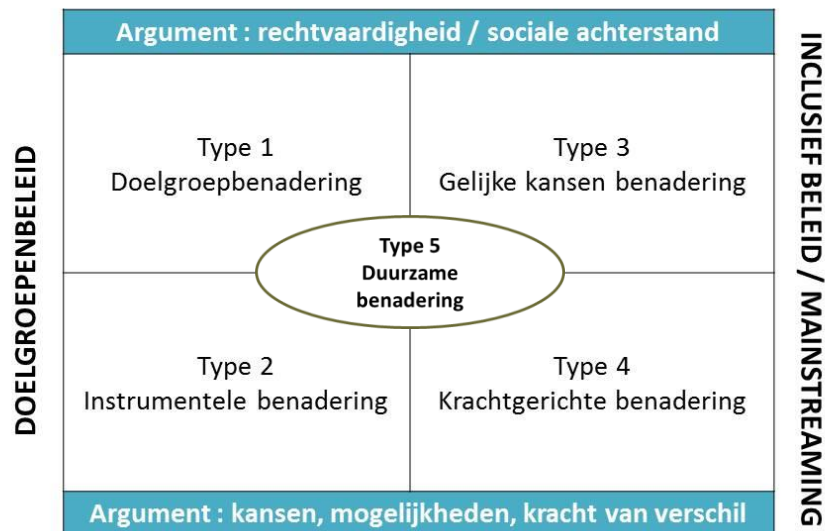 Argument : rechtvaardigheid / sociale achterstand
DOELGROEPENBELEID
Type 1
Doelgroepbenadering
Type 3
Gelijke kansen benadering
Type 5
Duurzame
benadering
Type 2
Instrumentele benadering
Type 4
Krachtgerichte benadering
INCLUSIEF BELEID / MAINSTREAMING
Argument : kansen, mogelijkheden, kracht van verschil